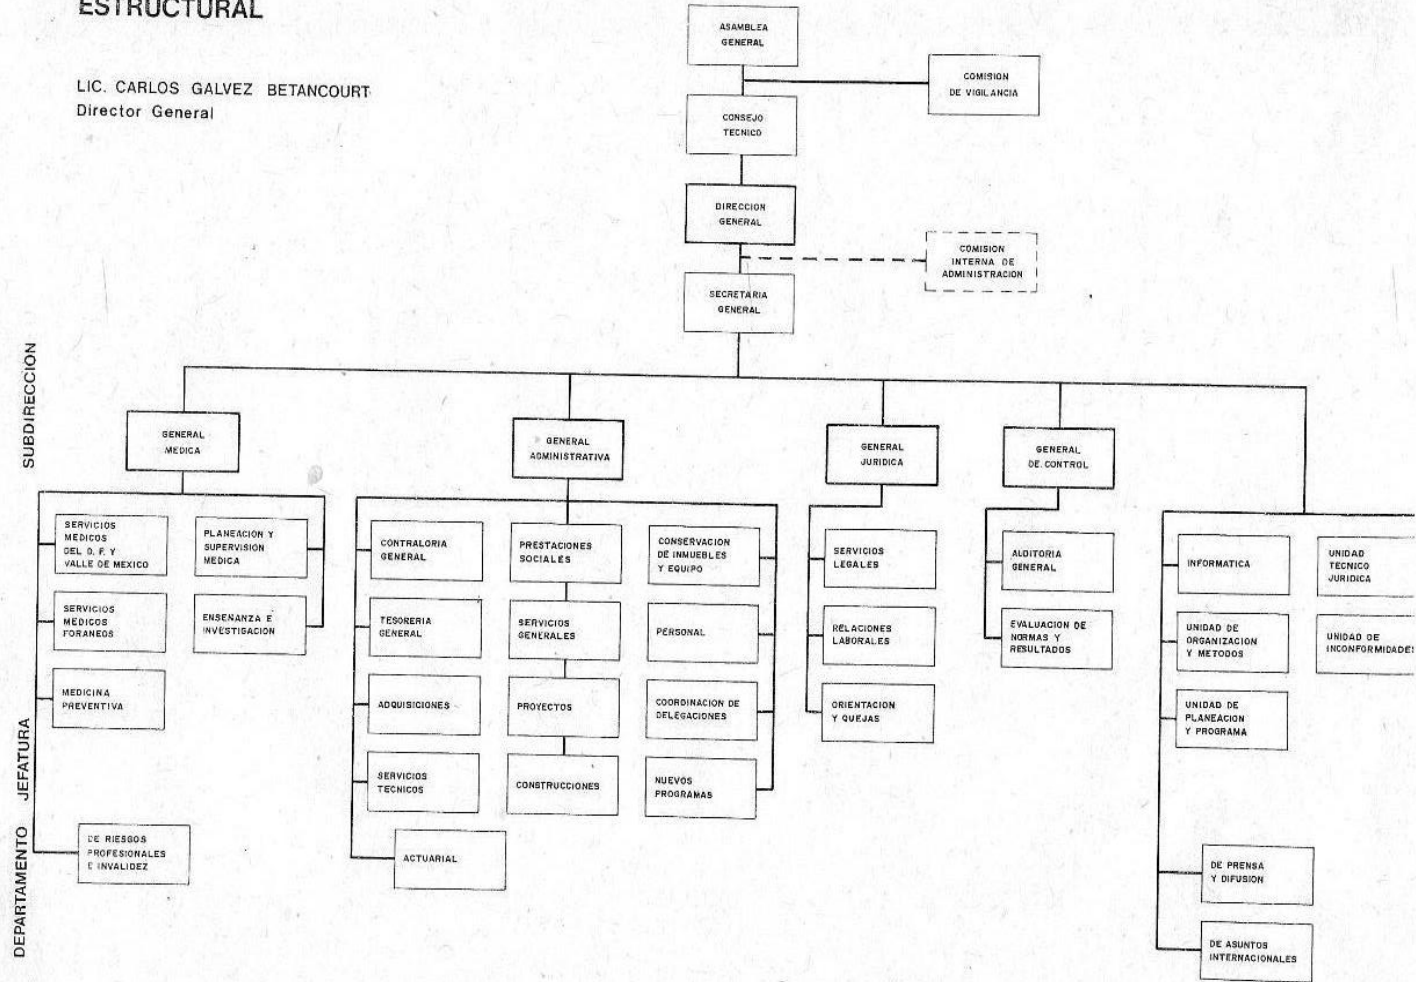 ESTRUCTURAL
LIC. CARLOS GALVEZ BETANCOURT
Director General
ASAMBLEA
GENERAL
COMISION
DE VIGILANCIA
CONSEJO
TECNICO
DIRECCION
GENERAL
COMISION
INTERNA DE
ADMINISTRACION
SECRETARIA
GENERAL
SUBDIRECCION
GENERAL
MEDICA
GENERAL
ADMINISTRATIVA
GENERAL
JURIDICA
GENERAL
DE CONTROL
JEFATURA
SERVICIOS
MEDICOS
DEL D. F. Y
VALLE DE MEXICO
PLANEACION Y
SUPERVISION
MEDICA
SERVICIOS
MEDICOS
FORANEOS
ENSEÑANZA E
INVESTIGACION
MEDICINA
PREVENTIVA
CONTRALORIA
GENERAL
PRESTACIONES
SOCIALES
CONSERVACION
DE INMUEBLES
Y EQUIPO
TESORERIA
GENERAL
SERVICIOS
GENERALES
PERSONAL
ADQUISICIONES
PROYECTOS
COORDINACION DE
DELEGACIONES
SERVICIOS
TECNICOS
CONSTRUCCIONES
NUEVOS
PROGRAMAS
SERVICIOS
LEGALES
RELACIONES
LABORALES
ORIENTACION
Y QUEJAS
AUDITORIA
GENERAL
EVALUACION DE
NORMAS Y
RESULTADOS
INFORMATICA
UNIDAD
TECNICO
JURIDICA
UNIDAD DE
ORGANIZACION
Y METODOS
UNIDAD DE
INCONFORMIDADES
UNIDAD DE
PLANEACION
Y PROGRAMA
DEPARTAMENTO
DE RIESGOS
PROFESIONALES
E INVALIDEZ
ACTUARIAL
DE PRENSA
Y DIFUSION
DE ASUNTOS
INTERNACIONALES